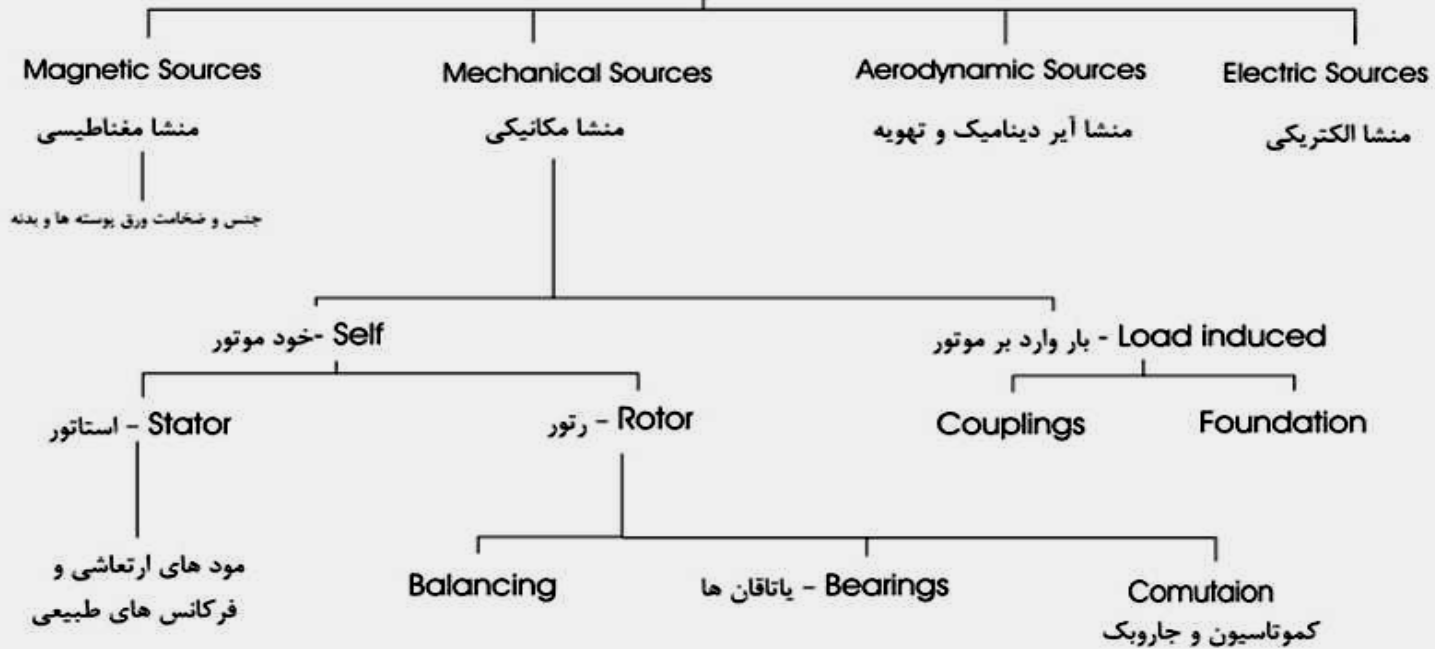 Magnetic Sources
منشا مغناطیسی
جنس و ضخامت ورق پوسته ها و بدنه
Mechanical Sources
منشا مکانیکی
Aerodynamic Sources
منشا آیر دینامیک و تهویه
Electric Sources
منشا الکتریکی
خود موتور- Self
بار وارد بر موتور - Load induced
استاتور - Stator
رتور - Rotor
Couplings
Foundation
مود های ارتعاشی و
فرکانس های طبیعی
Balancing
یاتاقان ها - Bearings
Comutaion
کموتاسیون و جاروبک